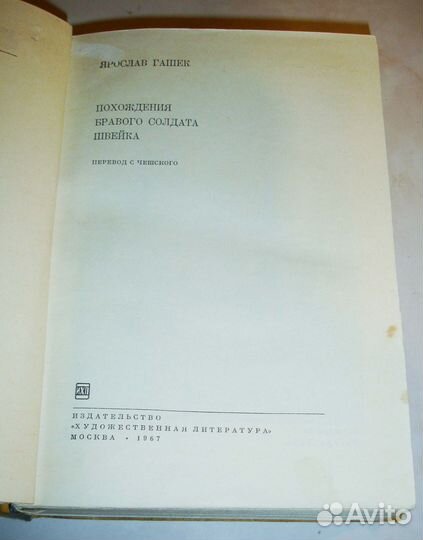 ЯРОСЛАВ ГАШЕК
ПОХОЖДЕНИЯ
БРАВОГО СОЛДАТА
ШВЕЙКА
ПЕРЕВОД С ЧЕШСКОГО
ИЗДАТЕЛЬСТВО
«ХУДОЖЕСТВЕННАЯ ЛИТЕРАТУРА»
МОСКВА • 1967
Avito